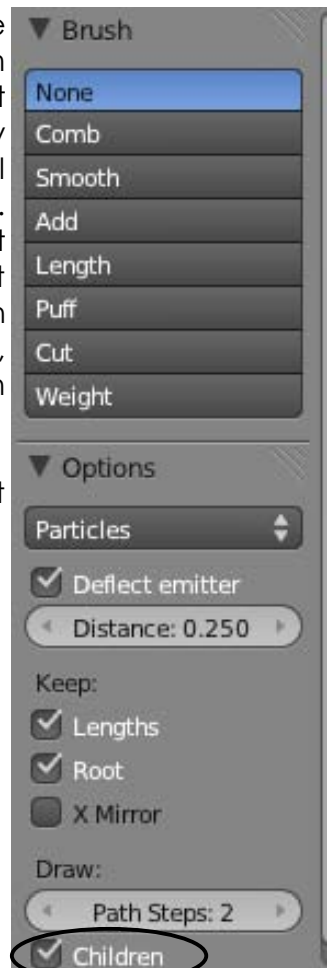 Brush
None
Comb
Smooth
Add
Length
Puff
Cut
Weight
Options
Particles
Deflect emitter
Distance: 0.250
Keep:
Lengths
Root
X Mirror
Draw:
Path Steps: 2
Children